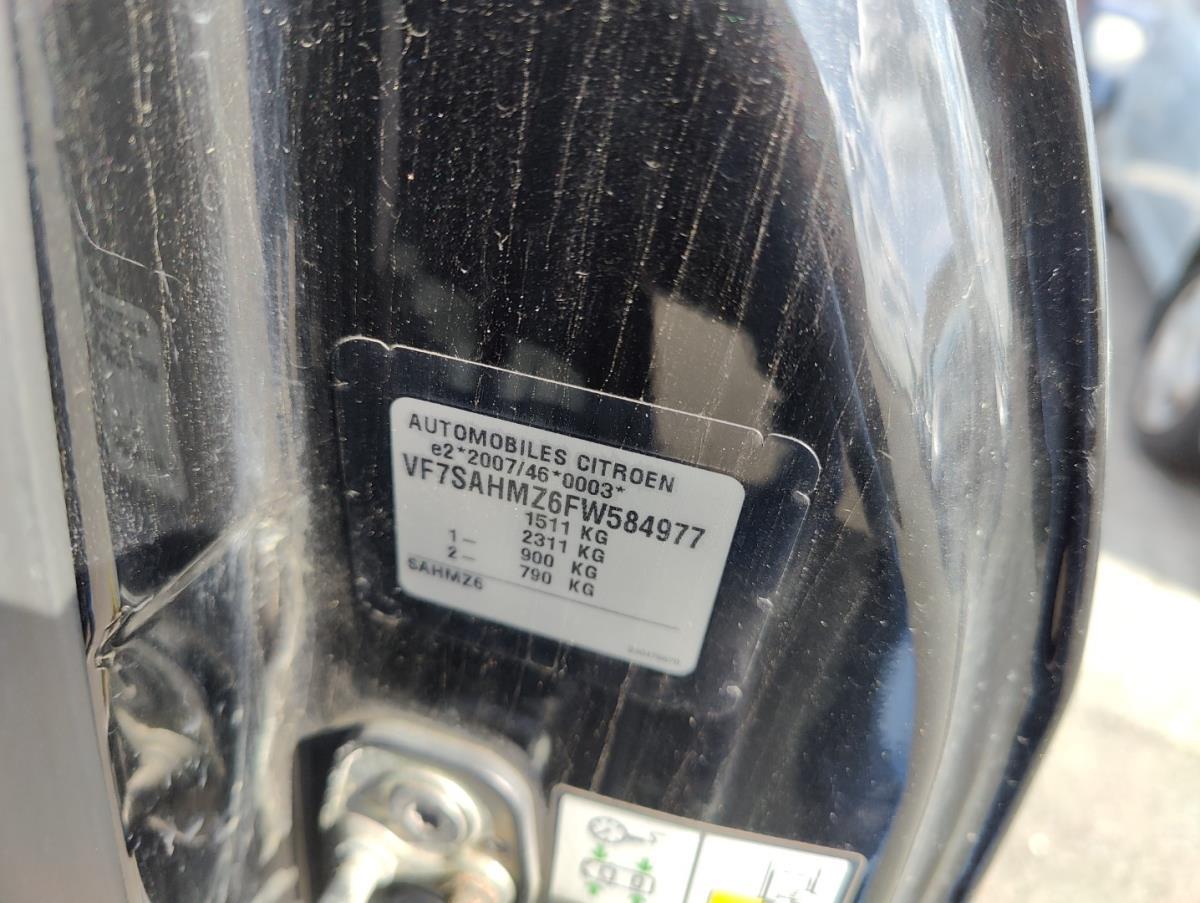 AUTOMOBILES CITROEN
e2*2007/46*0003*
VF7SAHMZ6FW584977
1511 KG
1– 2311 KG
2– 900 KG
SAHMZ6 790 KG